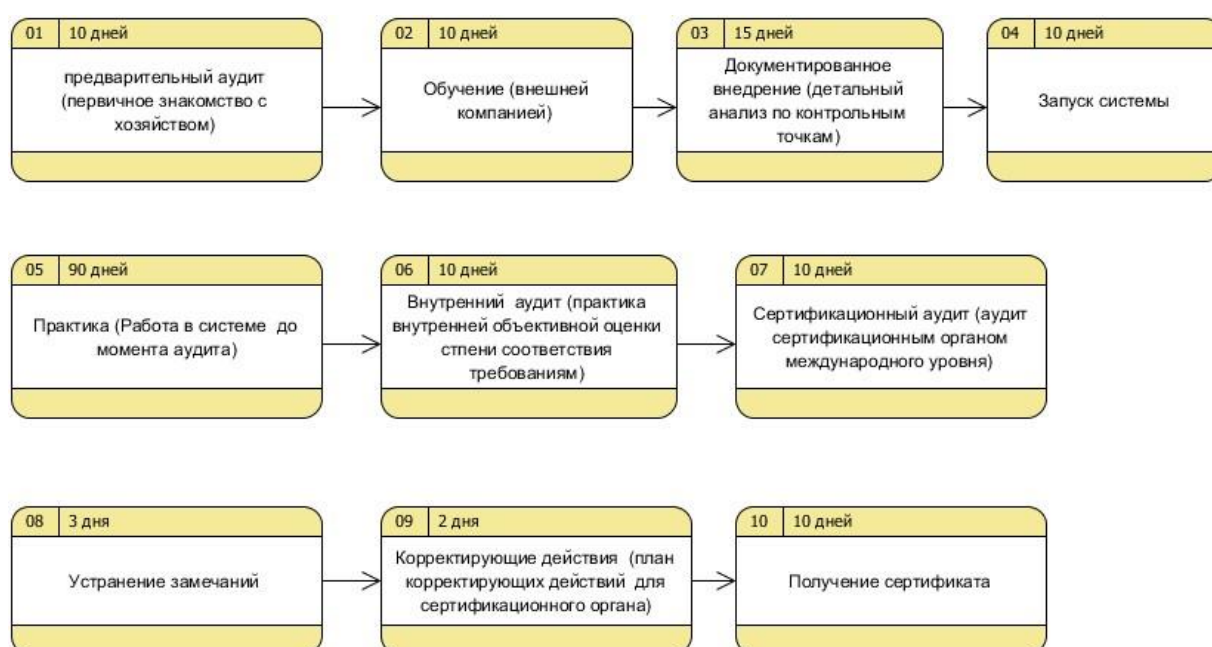 01 10 дней
предварительный аудит
(первичное знакомство с
хозяйством)
02 10 дней
Обучение (внешней
компанией)
03 15 дней
Документированное
внедрение (детальный
анализ по контрольным
точкам)
04 10 дней
Запуск системы
05 90 дней
Практика (Работа в системе до
момента аудита)
06 10 дней
Внутренний аудит (практика
внутренней объективной оценки
стпени соответствия
требованиям)
07 10 дней
Сертификационный аудит (аудит
сертификационным органом
международного уровня)
08 3 дня
Устранение замечаний
09 2 дня
Корректирующие действия (план
корректирующих действий для
сертификационного органа)
10 10 дней
Получение сертификата